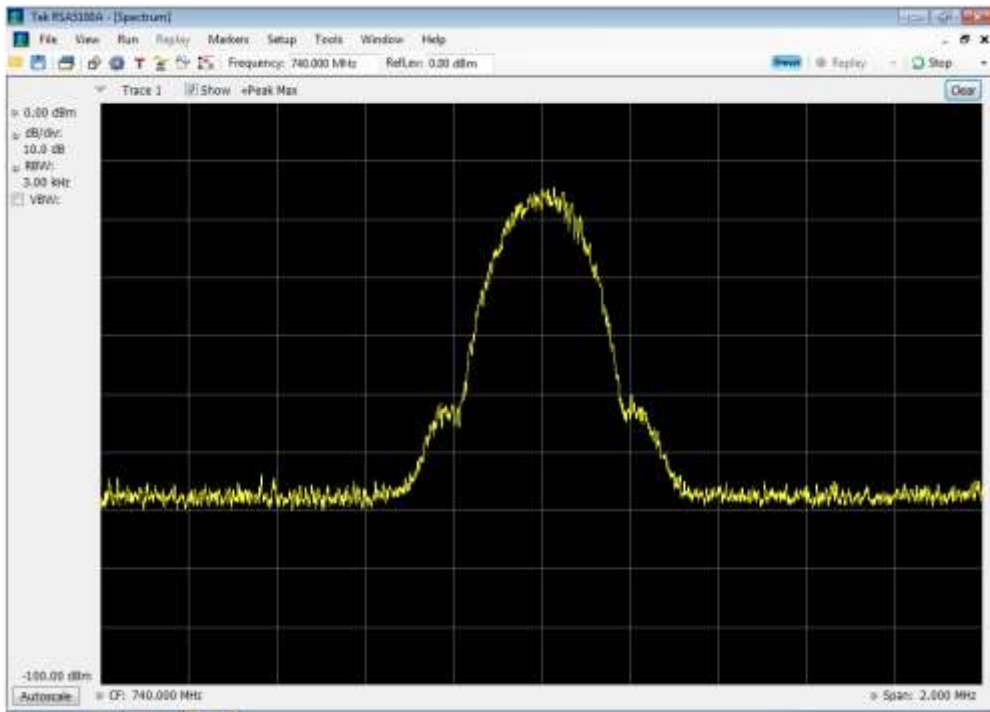 Tek RSA5100A - [Spectrum]
File View Run Replay Markers Setup Tools Window Help
T Frequency: 740.000 MHz RefLev: 0.00 dBm Preset Replay Stop
Trace 1 Show +Peak Max Clear
0.00 dBm
dB/div:
10.0 dB
RBW:
3.00 kHz
VBW:
-100.00 dBm
Autoscale CF: 740.000 MHz Span: 2.000 MHz